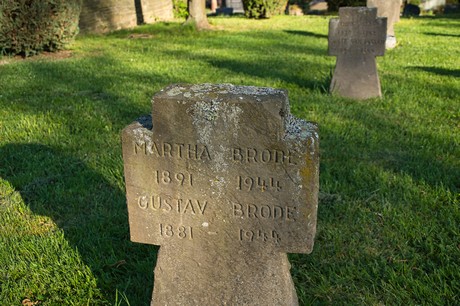 MARTHA BRODE
1891 1944
GUSTAV BRODE
1881 - 1944